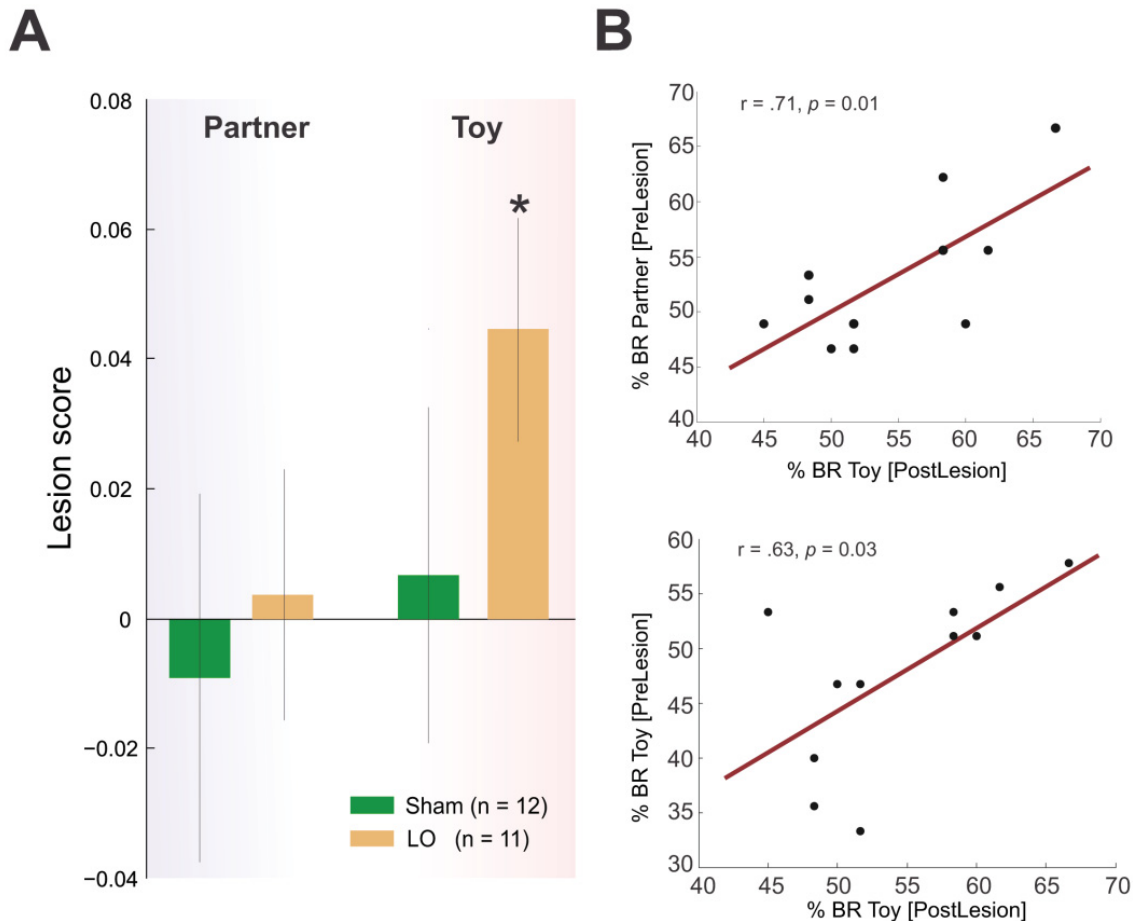 A
Lesion score
0.08
0.06
0.04
0.02
0
−0.02
−0.04
Partner
Toy
*
Sham (n = 12)
LO (n = 11)
B
% BR Partner [PreLesion]
70
65
60
55
50
45
40
r = .71, p = 0.01
40 45 50 55 60 65 70
% BR Toy [PostLesion]
% BR Toy [PreLesion]
60
55
50
45
40
35
30
r = .63, p = 0.03
40 45 50 55 60 65 70
% BR Toy [PostLesion]